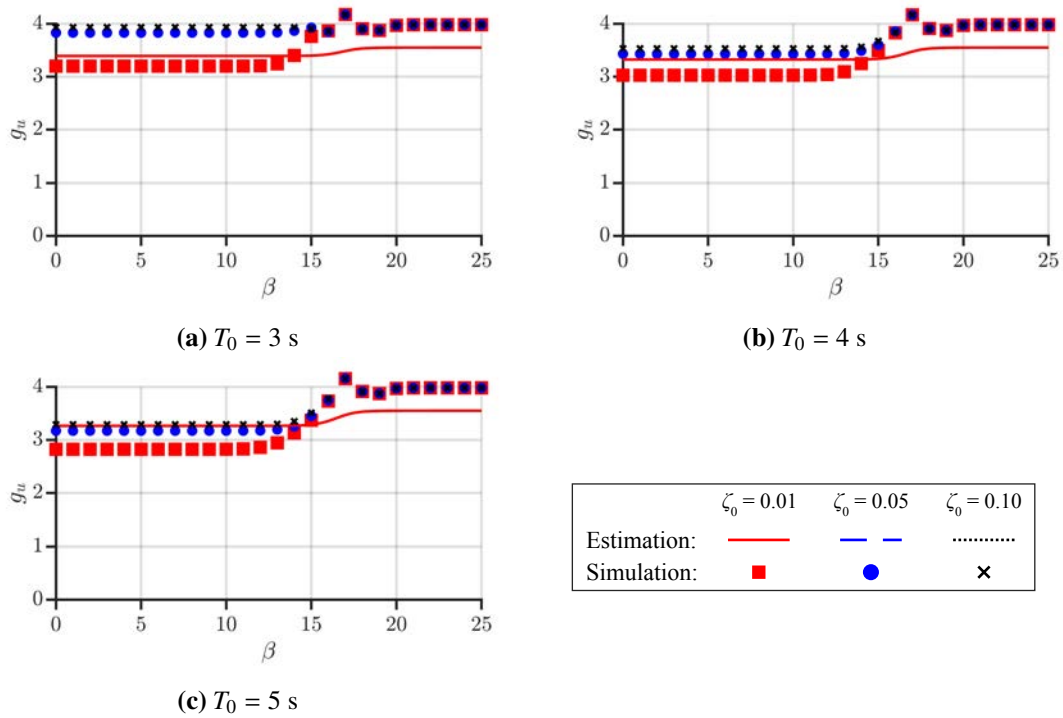 4
3
2
1
0
g_u
0 5 10 15 20 25
β
(a) T₀ = 3 s
4
3
2
1
0
g_u
0 5 10 15 20 25
β
(b) T₀ = 4 s
4
3
2
1
0
g_u
0 5 10 15 20 25
β
(c) T₀ = 5 s
ζ₀ = 0.01 ζ₀ = 0.05 ζ₀ = 0.10
Estimation:
Simulation: